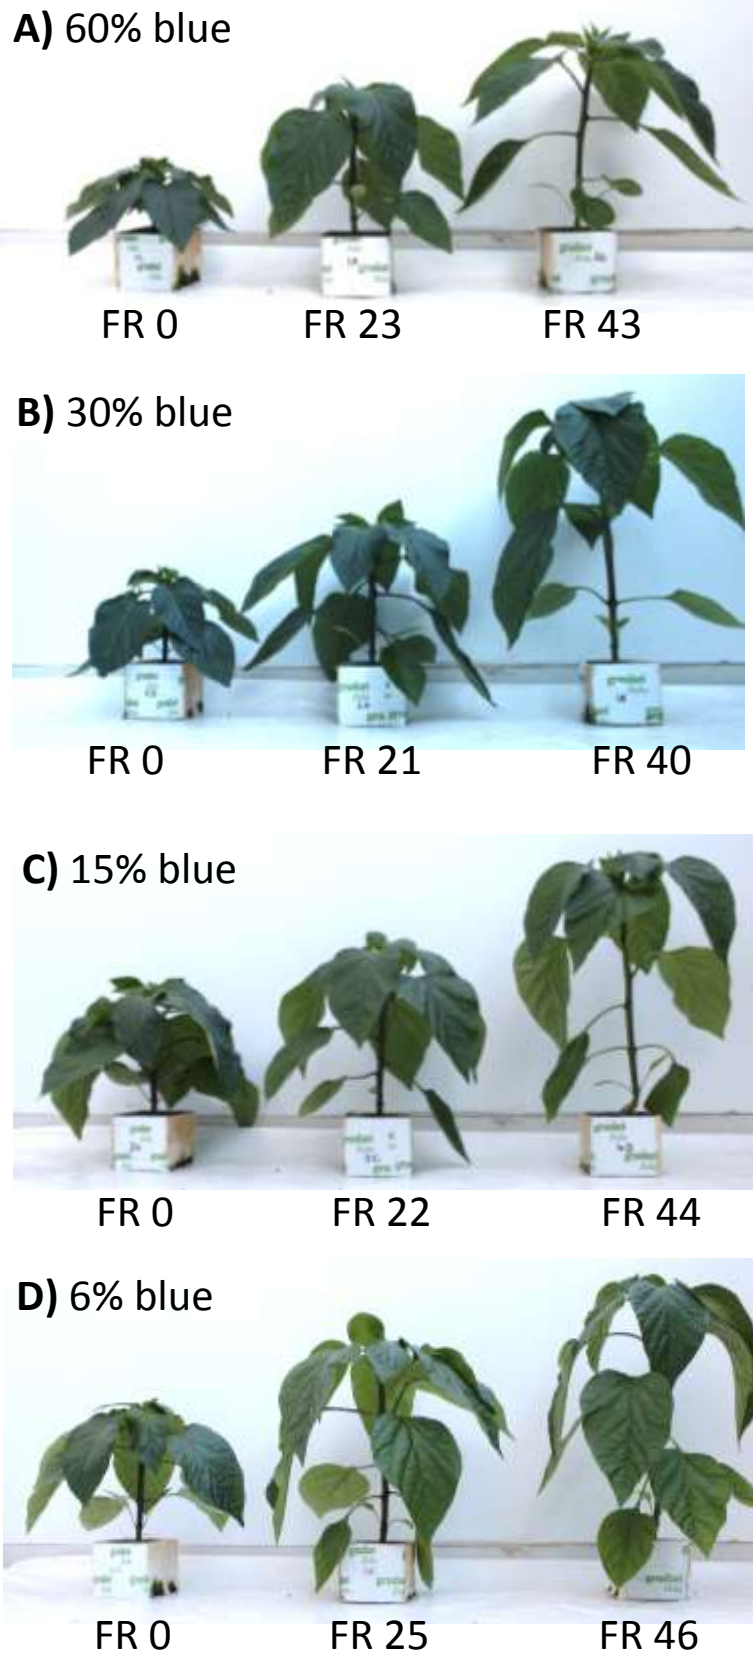 A) 60% blue
FR 0 FR 23 FR 43
B) 30% blue
FR 0 FR 21 FR 40
C) 15% blue
FR 0 FR 22 FR 44
D) 6% blue
FR 0 FR 25 FR 46